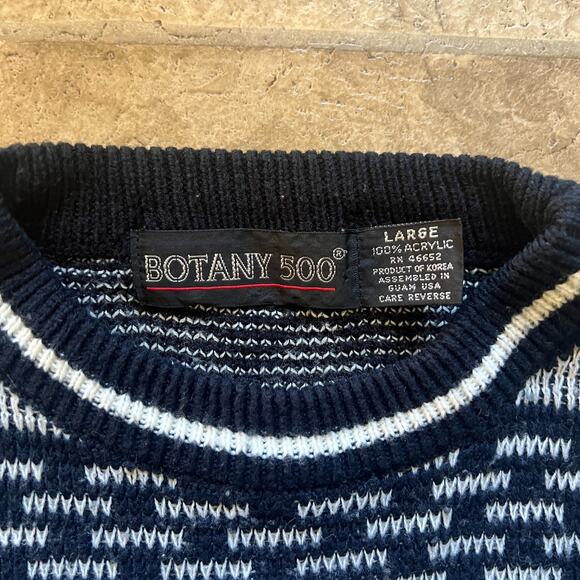 BOTANY 500®
LARGE
100% ACRYLIC
RN 46652
PRODUCT OF KOREA
ASSEMBLED IN
GUAM USA
CARE REVERSE